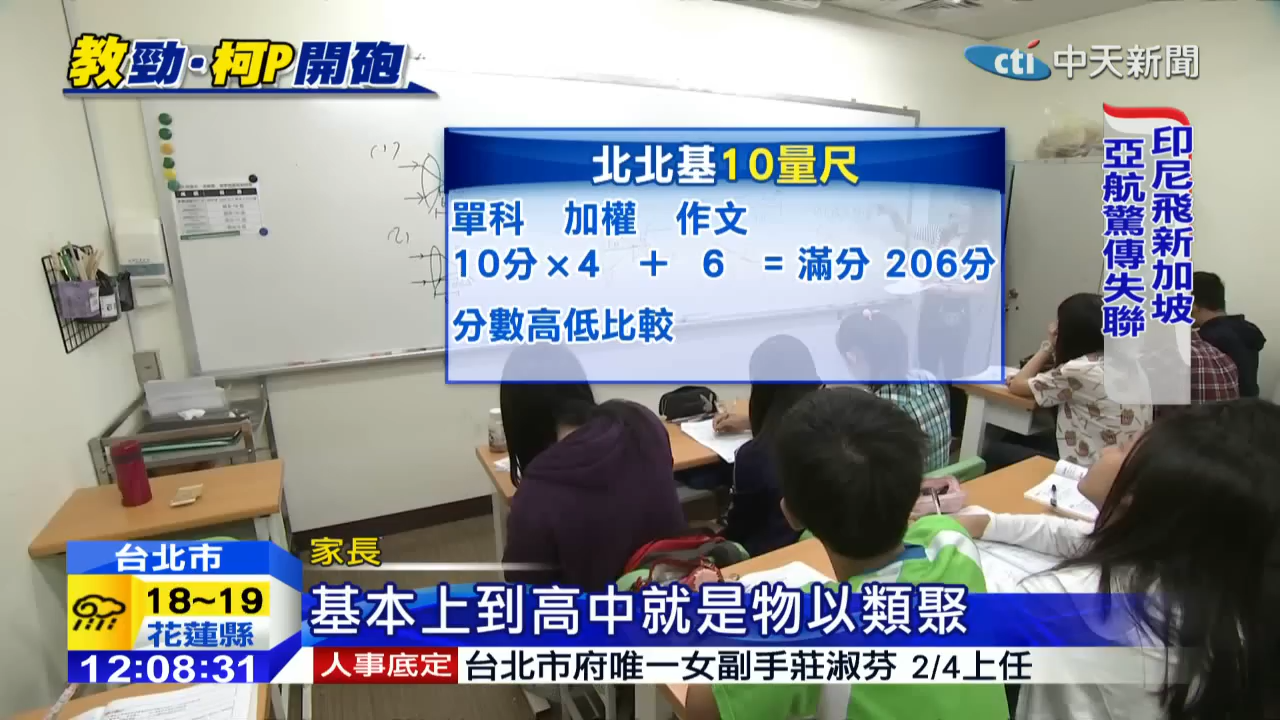 教勁·柯P開砲
cti 中天新聞
印尼飛新加坡
亞航驚傳失聯
(1)
(2)
北北基10量尺
單科 加權 作文
10分×4 + 6 = 滿分 206分
分數高低比較
台北市
18~19
花蓮縣
12:08:31
家長
基本上到高中就是物以類聚
人事底定 台北市府唯一女副手莊淑芬 2/4上任